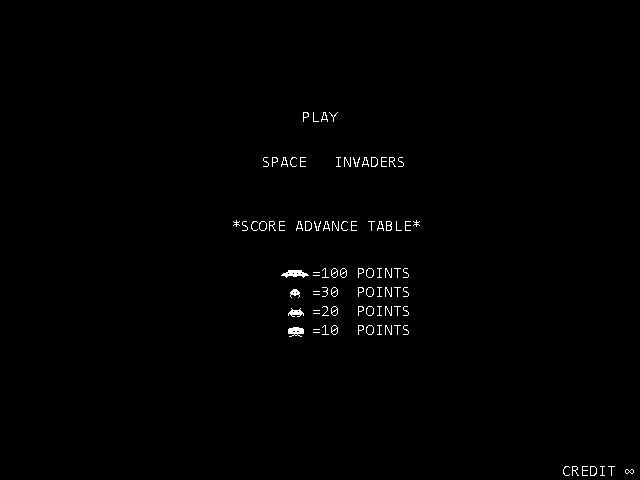 PLAY
SPACE   INVADERS
*SCORE ADVANCE TABLE*
=100 POINTS
=30  POINTS
=20  POINTS
=10  POINTS
CREDIT ∞